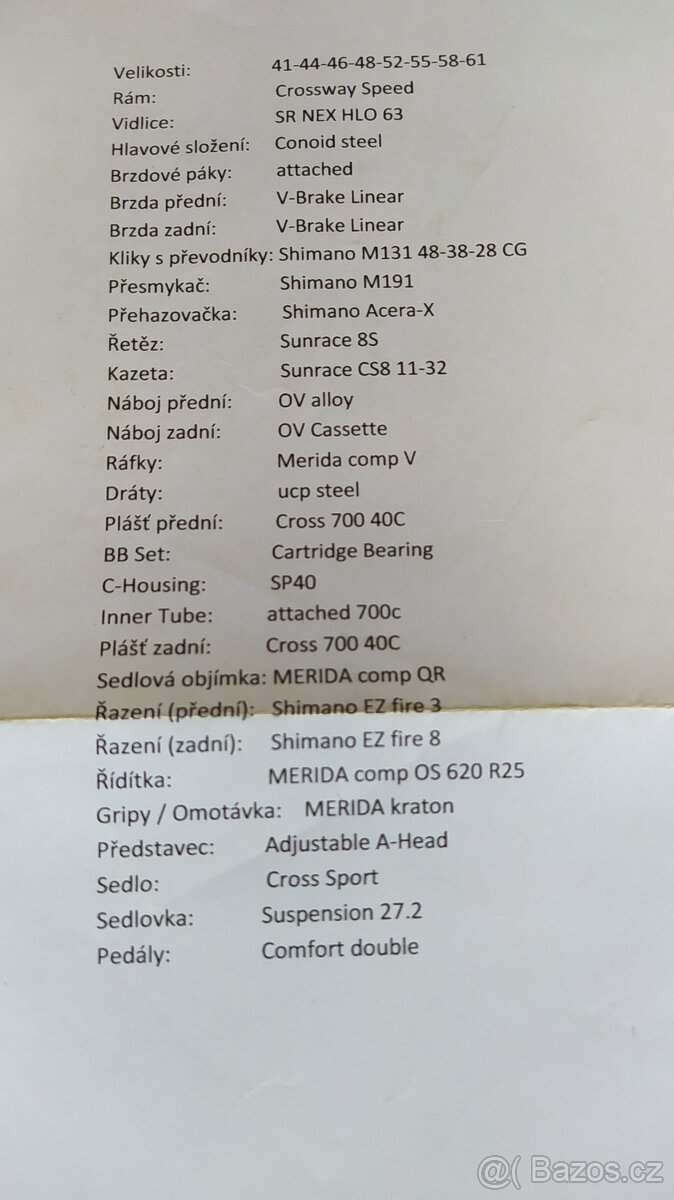 Velikosti: 41-44-46-48-52-55-58-61
Rám: Crossway Speed
Vidlice: SR NEX HLO 63
Hlavové složení: Conoid steel
Brzdové páky: attached
Brzda přední: V-Brake Linear
Brzda zadní: V-Brake Linear
Kliky s převodníky: Shimano M131 48-38-28 CG
Přesmykač: Shimano M191
Přehazovačka: Shimano Acera-X
Řetěz: Sunrace 8S
Kazeta: Sunrace CS8 11-32
Náboj přední: OV alloy
Náboj zadní: OV Cassette
Ráfky: Merida comp V
Dráty: ucp steel
Plášť přední: Cross 700 40C
BB Set: Cartridge Bearing
C-Housing: SP40
Inner Tube: attached 700c
Plášť zadní: Cross 700 40C
Sedlová objímka: MERIDA comp QR
Řazení (přední): Shimano EZ fire 3
Řazení (zadní): Shimano EZ fire 8
Řídítka: MERIDA comp OS 620 R25
Gripy / Omotávka: MERIDA kraton
Představec: Adjustable A-Head
Sedlo: Cross Sport
Sedlovka: Suspension 27.2
Pedály: Comfort double
@( Bazos.cz